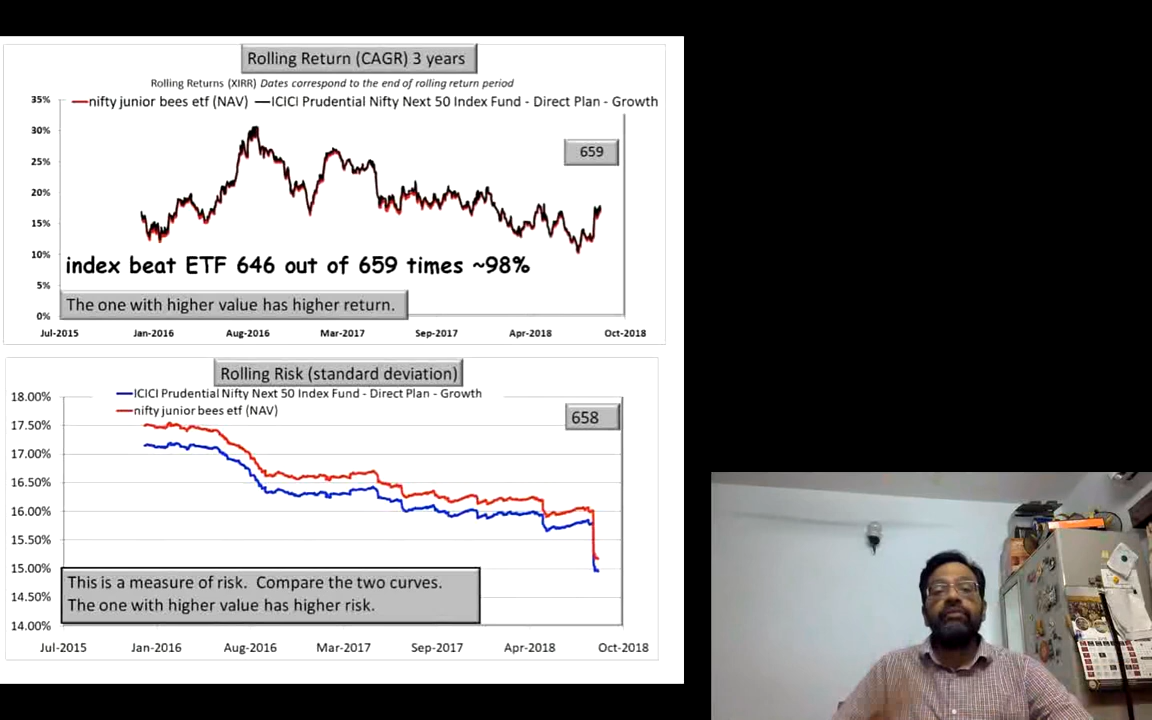 Rolling Return (CAGR) 3 years
Rolling Returns (XIRR) Dates correspond to the end of rolling return period
nifty junior bees etf (NAV) ICICI Prudential Nifty Next 50 Index Fund - Direct Plan - Growth
35%
30%
25%
20%
15%
10%
5%
0%
659
index beat ETF 646 out of 659 times ~98%
The one with higher value has higher return.
Jul-2015 Jan-2016 Aug-2016 Mar-2017 Sep-2017 Apr-2018 Oct-2018
Rolling Risk (standard deviation)
ICICI Prudential Nifty Next 50 Index Fund - Direct Plan - Growth
nifty junior bees etf (NAV)
18.00%
17.50%
17.00%
16.50%
16.00%
15.50%
15.00%
14.50%
14.00%
658
This is a measure of risk. Compare the two curves.
The one with higher value has higher risk.
Jul-2015 Jan-2016 Aug-2016 Mar-2017 Sep-2017 Apr-2018 Oct-2018